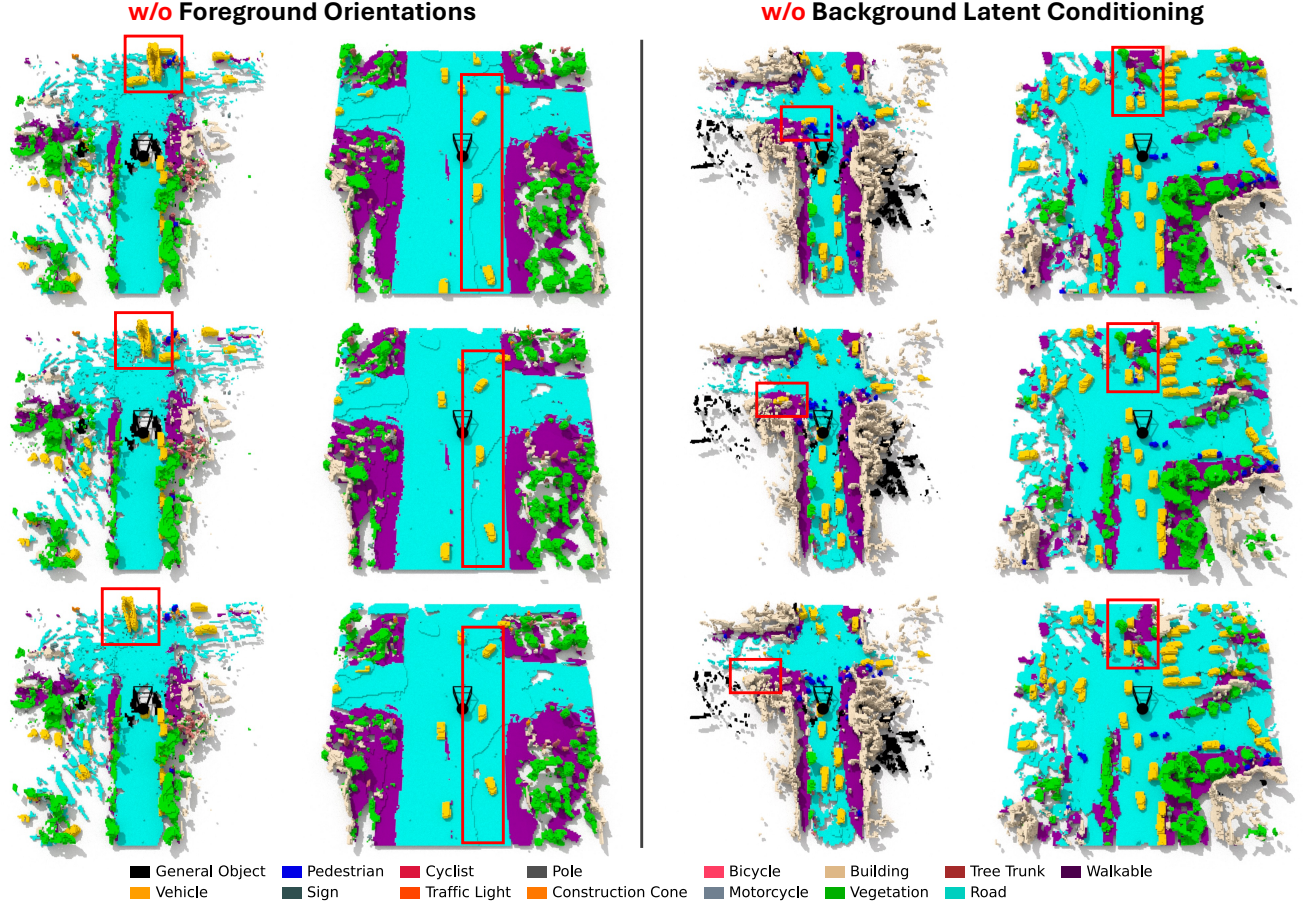 w/o Foreground Orientations
w/o Background Latent Conditioning
General Object
Pedestrian
Cyclist
Pole
Bicycle
Building
Tree Trunk
Walkable
Vehicle
Sign
Traffic Light
Construction Cone
Motorcycle
Vegetation
Road